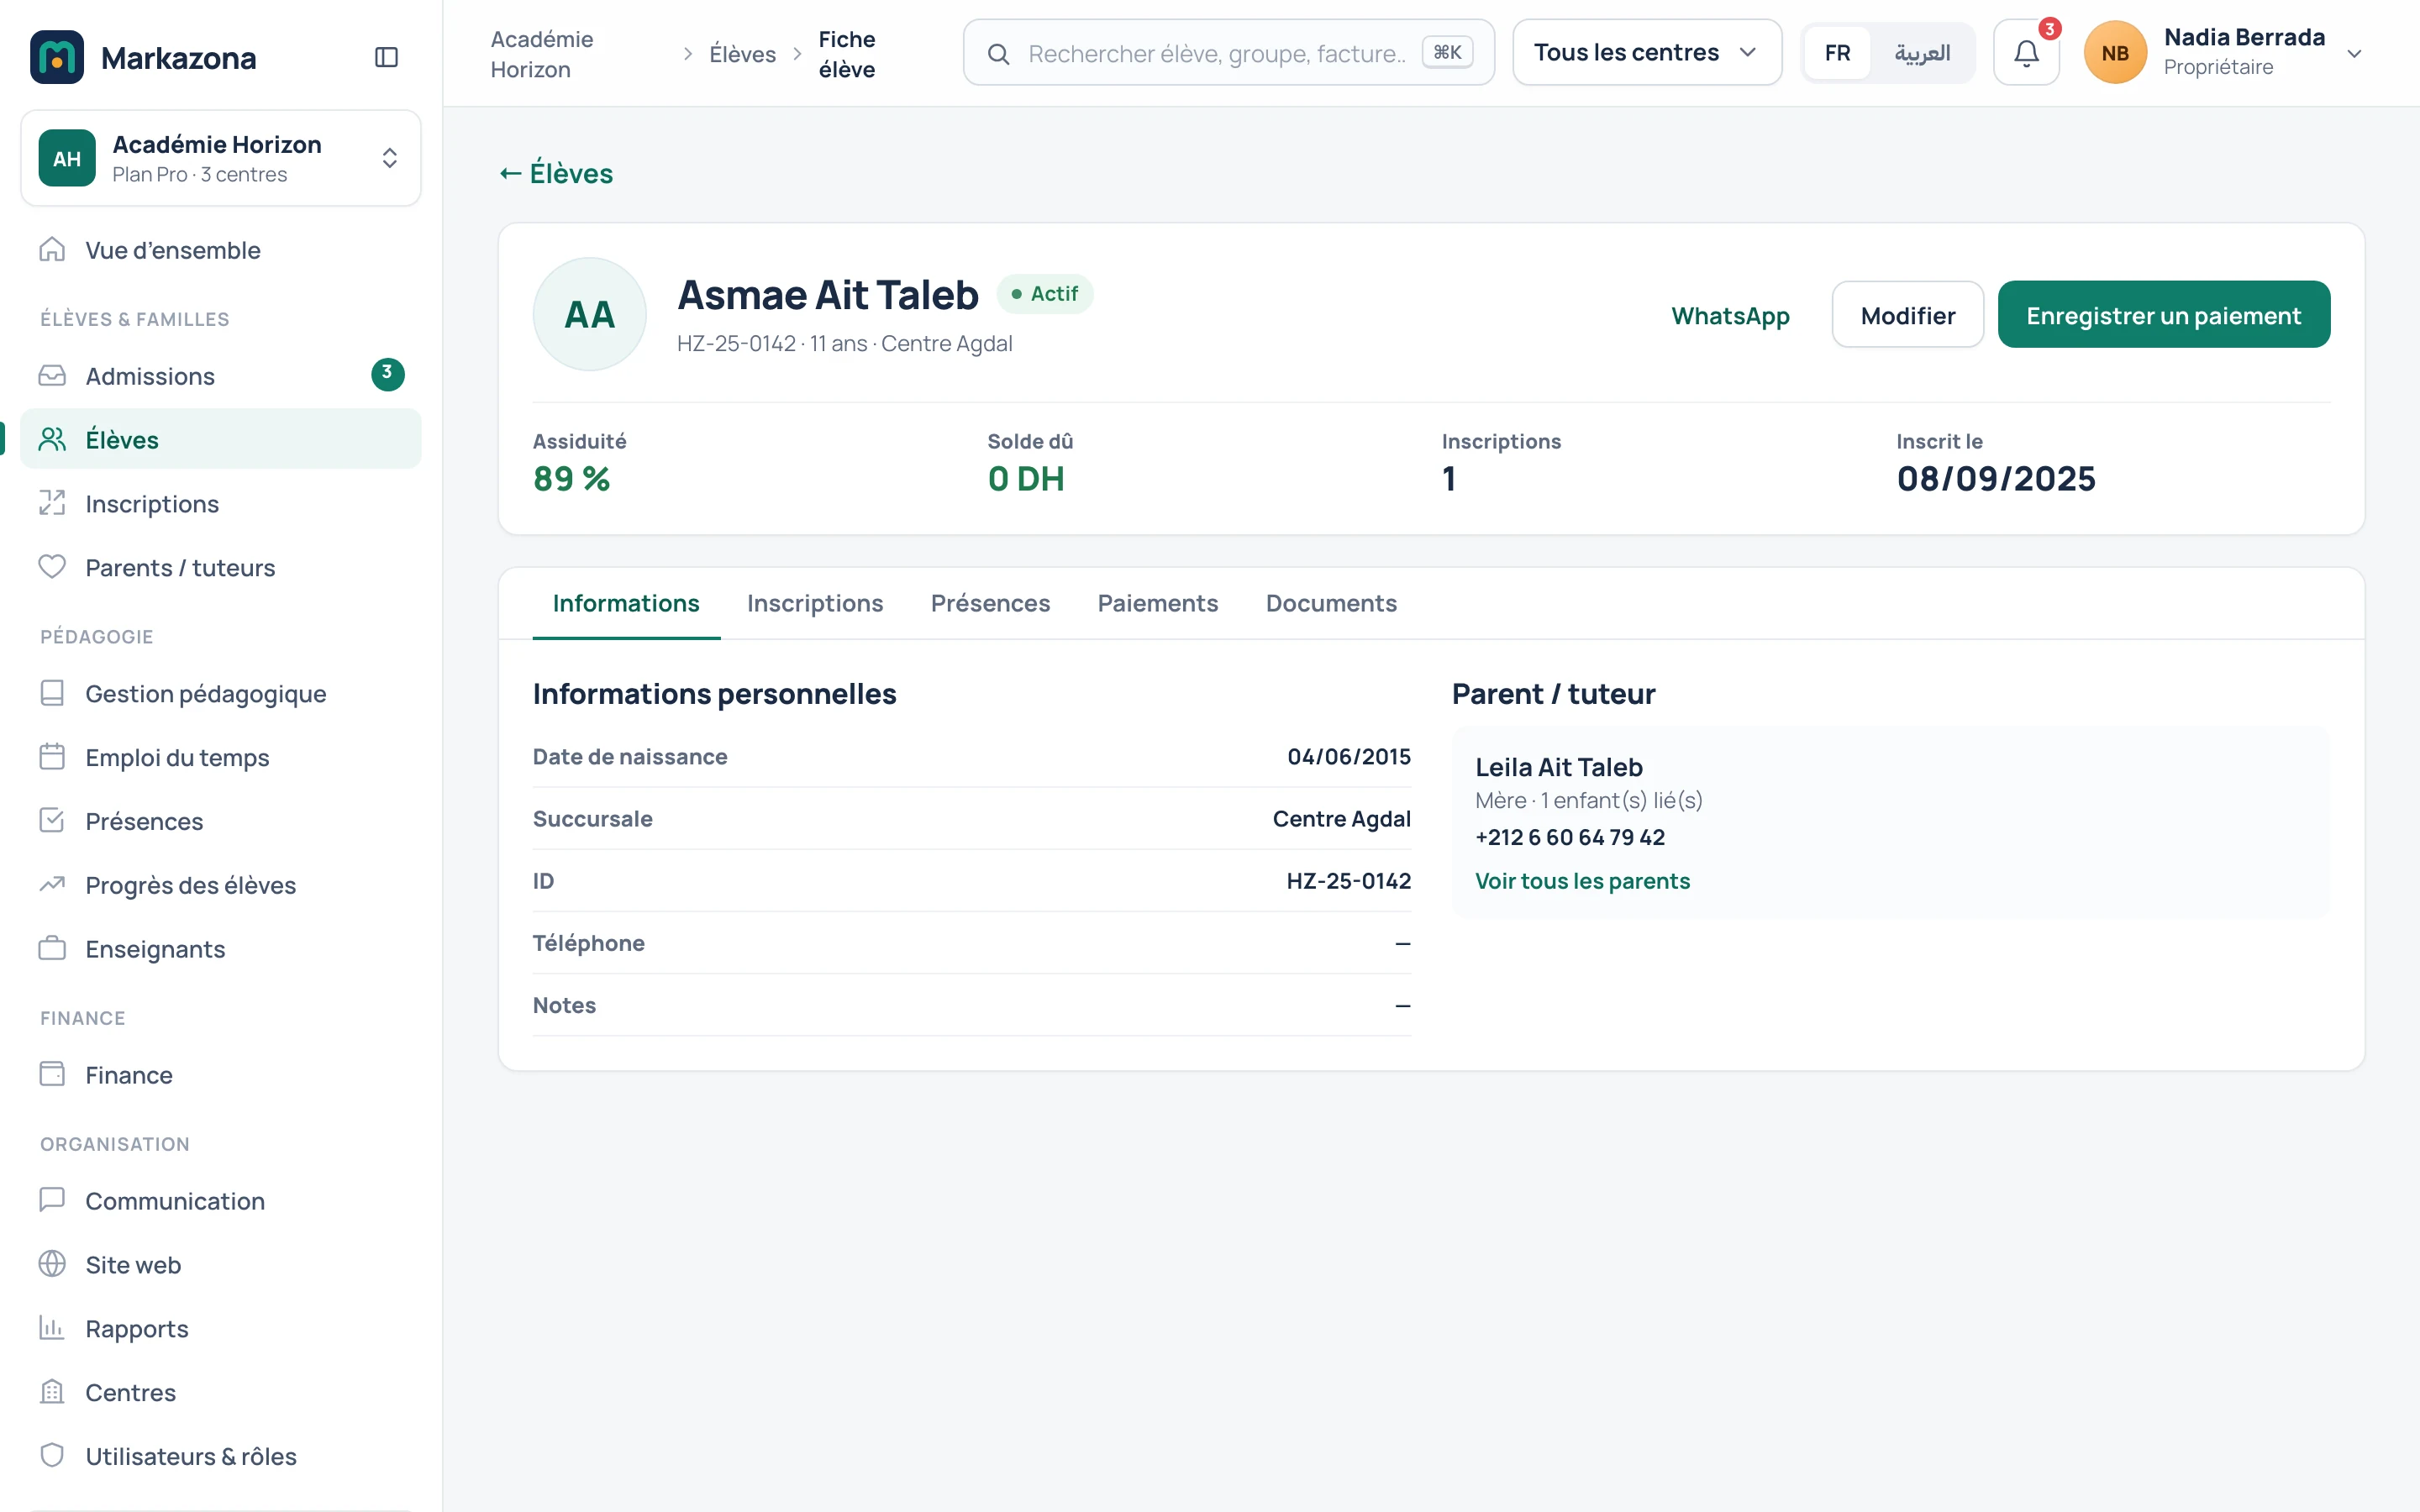 Markazona
AH
Académie Horizon
Plan Pro · 3 centres
Vue d’ensemble
ÉLÈVES & FAMILLES
Admissions
3
Élèves
Inscriptions
Parents / tuteurs
PÉDAGOGIE
Gestion pédagogique
Emploi du temps
Présences
Progrès des élèves
Enseignants
FINANCE
Finance
ORGANISATION
Communication
Site web
Rapports
Centres
Utilisateurs & rôles
Académie
Horizon
Élèves
Fiche
élève
Rechercher élève, groupe, facture..
⌘K
Tous les centres
FR
العربية
3
NB
Nadia Berrada
Propriétaire
← Élèves
AA
Asmae Ait Taleb
Actif
HZ-25-0142 · 11 ans · Centre Agdal
WhatsApp
Modifier
Enregistrer un paiement
Assiduité
89 %
Solde dû
0 DH
Inscriptions
1
Inscrit le
08/09/2025
Informations
Inscriptions
Présences
Paiements
Documents
Informations personnelles
Date de naissance
04/06/2015
Succursale
Centre Agdal
ID
HZ-25-0142
Téléphone
—
Notes
—
Parent / tuteur
Leila Ait Taleb
Mère · 1 enfant(s) lié(s)
+212 6 60 64 79 42
Voir tous les parents